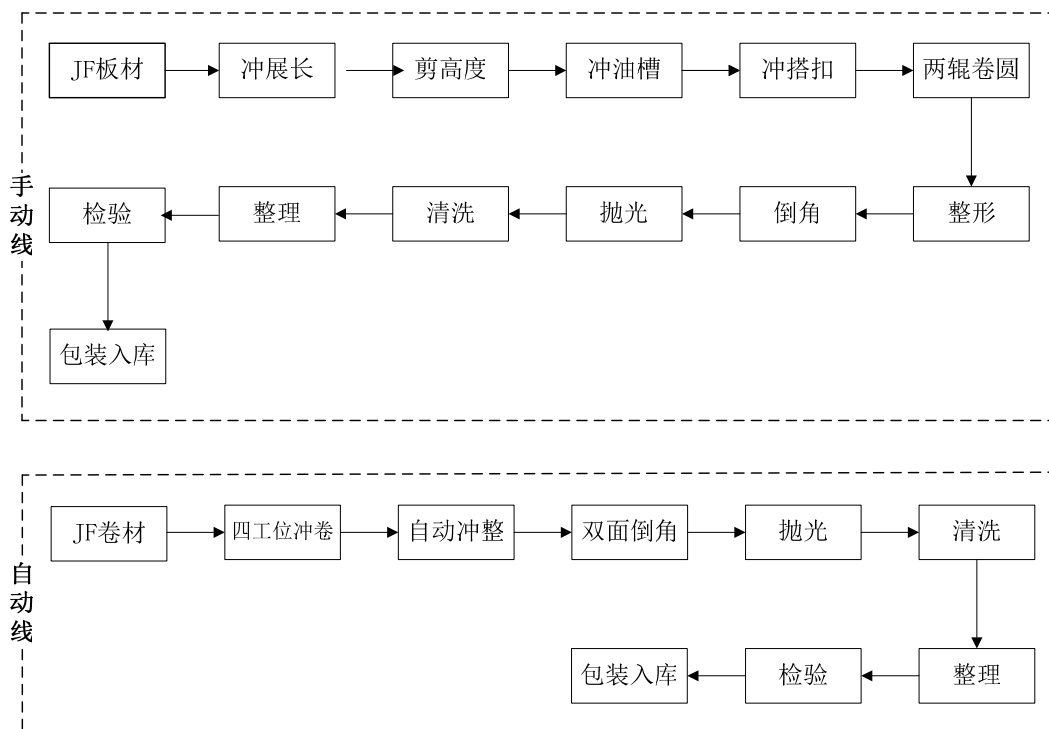 JF板材
冲展长
剪高度
冲油槽
冲搭扣
两辊卷圆
手动线
检验
整理
清洗
抛光
倒角
整形
包装入库
自动线
JF卷材
四工位冲卷
自动冲整
双面倒角
抛光
清洗
包装入库
检验
整理